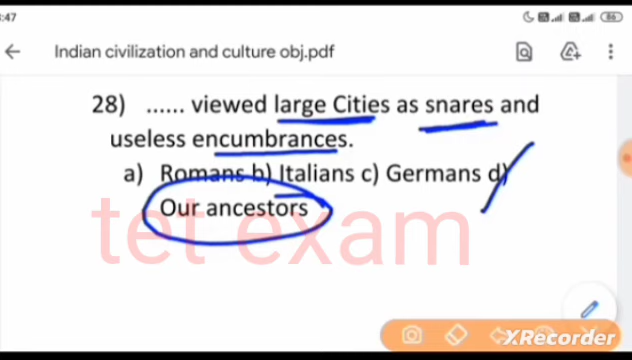 :47
86
Indian civilization and culture obj.pdf
28) ...... viewed large Cities as snares and
useless encumbrances.
a) Romans b) Italians c) Germans d)
Our ancestors
tet exam
XRecorder